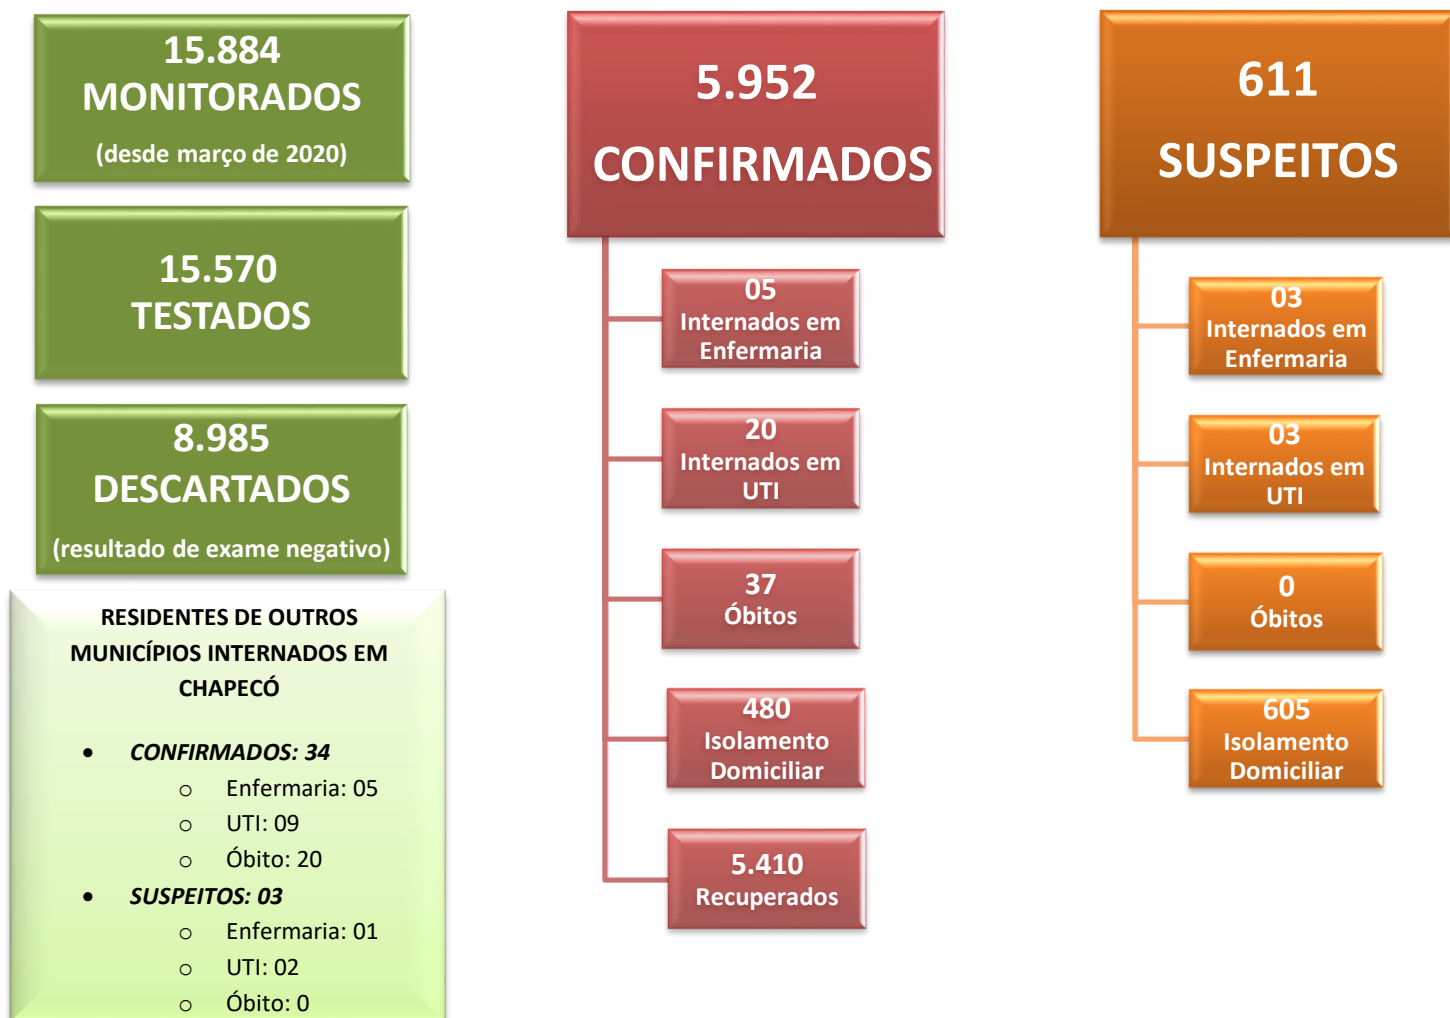 15.884
MONITORADOS
(desde março de 2020)
15.570
TESTADOS
8.985
DESCARTADOS
(resultado de exame negativo)
RESIDENTES DE OUTROS
MUNICÍPIOS INTERNADOS EM
CHAPECÓ
• CONFIRMADOS: 34
o Enfermaria: 05
o UTI: 09
o Óbito: 20
• SUSPEITOS: 03
o Enfermaria: 01
o UTI: 02
o Óbito: 0
5.952
CONFIRMADOS
05
Internados em
Enfermaria
20
Internados em
UTI
37
Óbitos
480
Isolamento
Domiciliar
5.410
Recuperados
611
SUSPEITOS
03
Internados em
Enfermaria
03
Internados em
UTI
0
Óbitos
605
Isolamento
Domiciliar